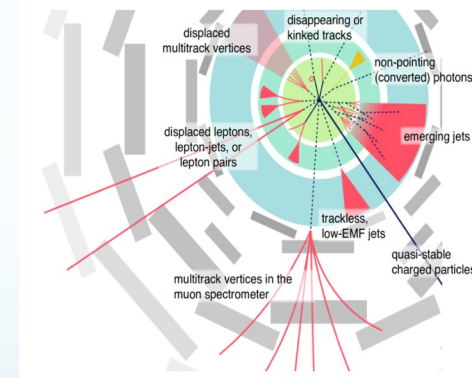 disappearing or
kinked tracks
displaced
multitrack vertices
non-pointing
(converted) photons
displaced leptons,
lepton-jets, or
lepton pairs
emerging jets
trackless,
low-EMF jets
quasi-stable
charged particles
multitrack vertices in the
muon spectrometer